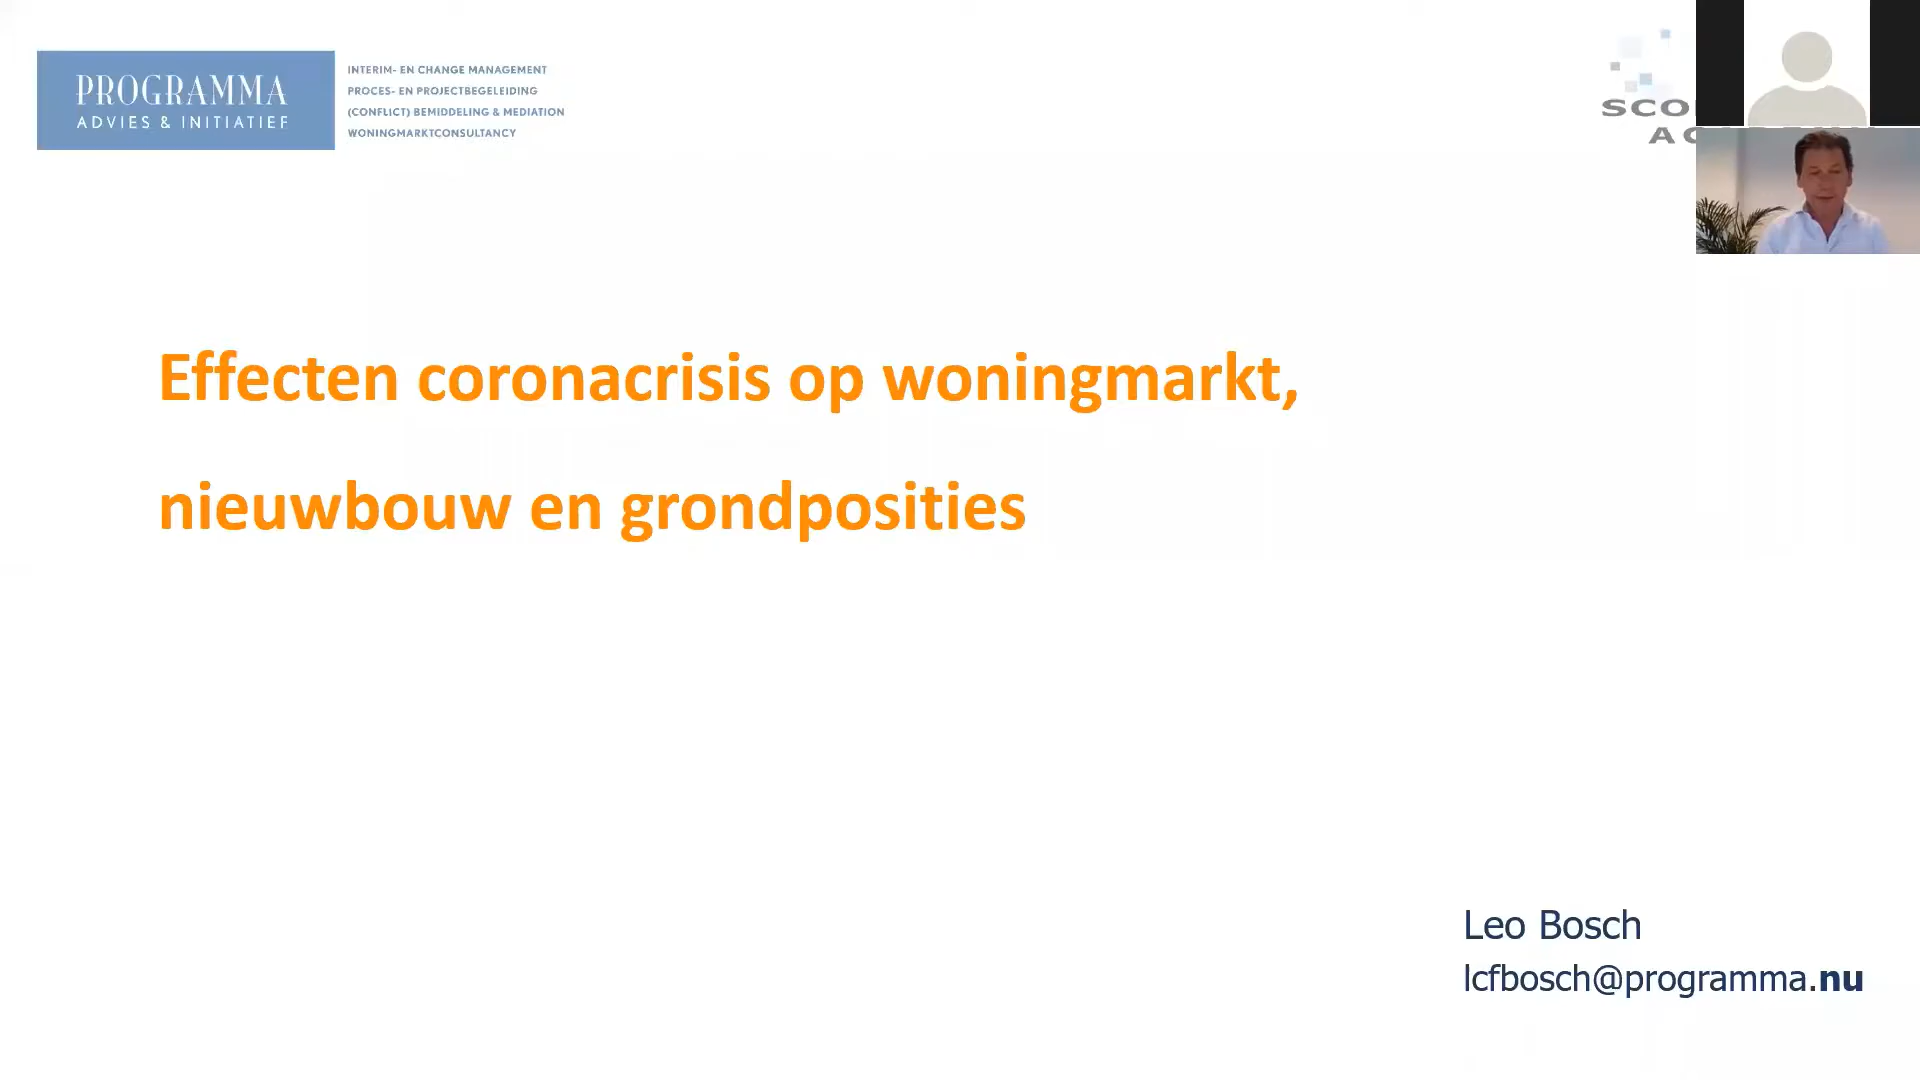 PROGRAMMA
ADVIES & INITIATIEF
INTERIM- EN CHANGE MANAGEMENT
PROCES- EN PROJECTBEGELEIDING
(CONFLICT) BEMIDDELING & MEDIATION
WONINGMARKTCONSULTANCY
Effecten coronacrisis op woningmarkt,
nieuwbouw en grondposities
Leo Bosch
lcfbosch@programma.nu